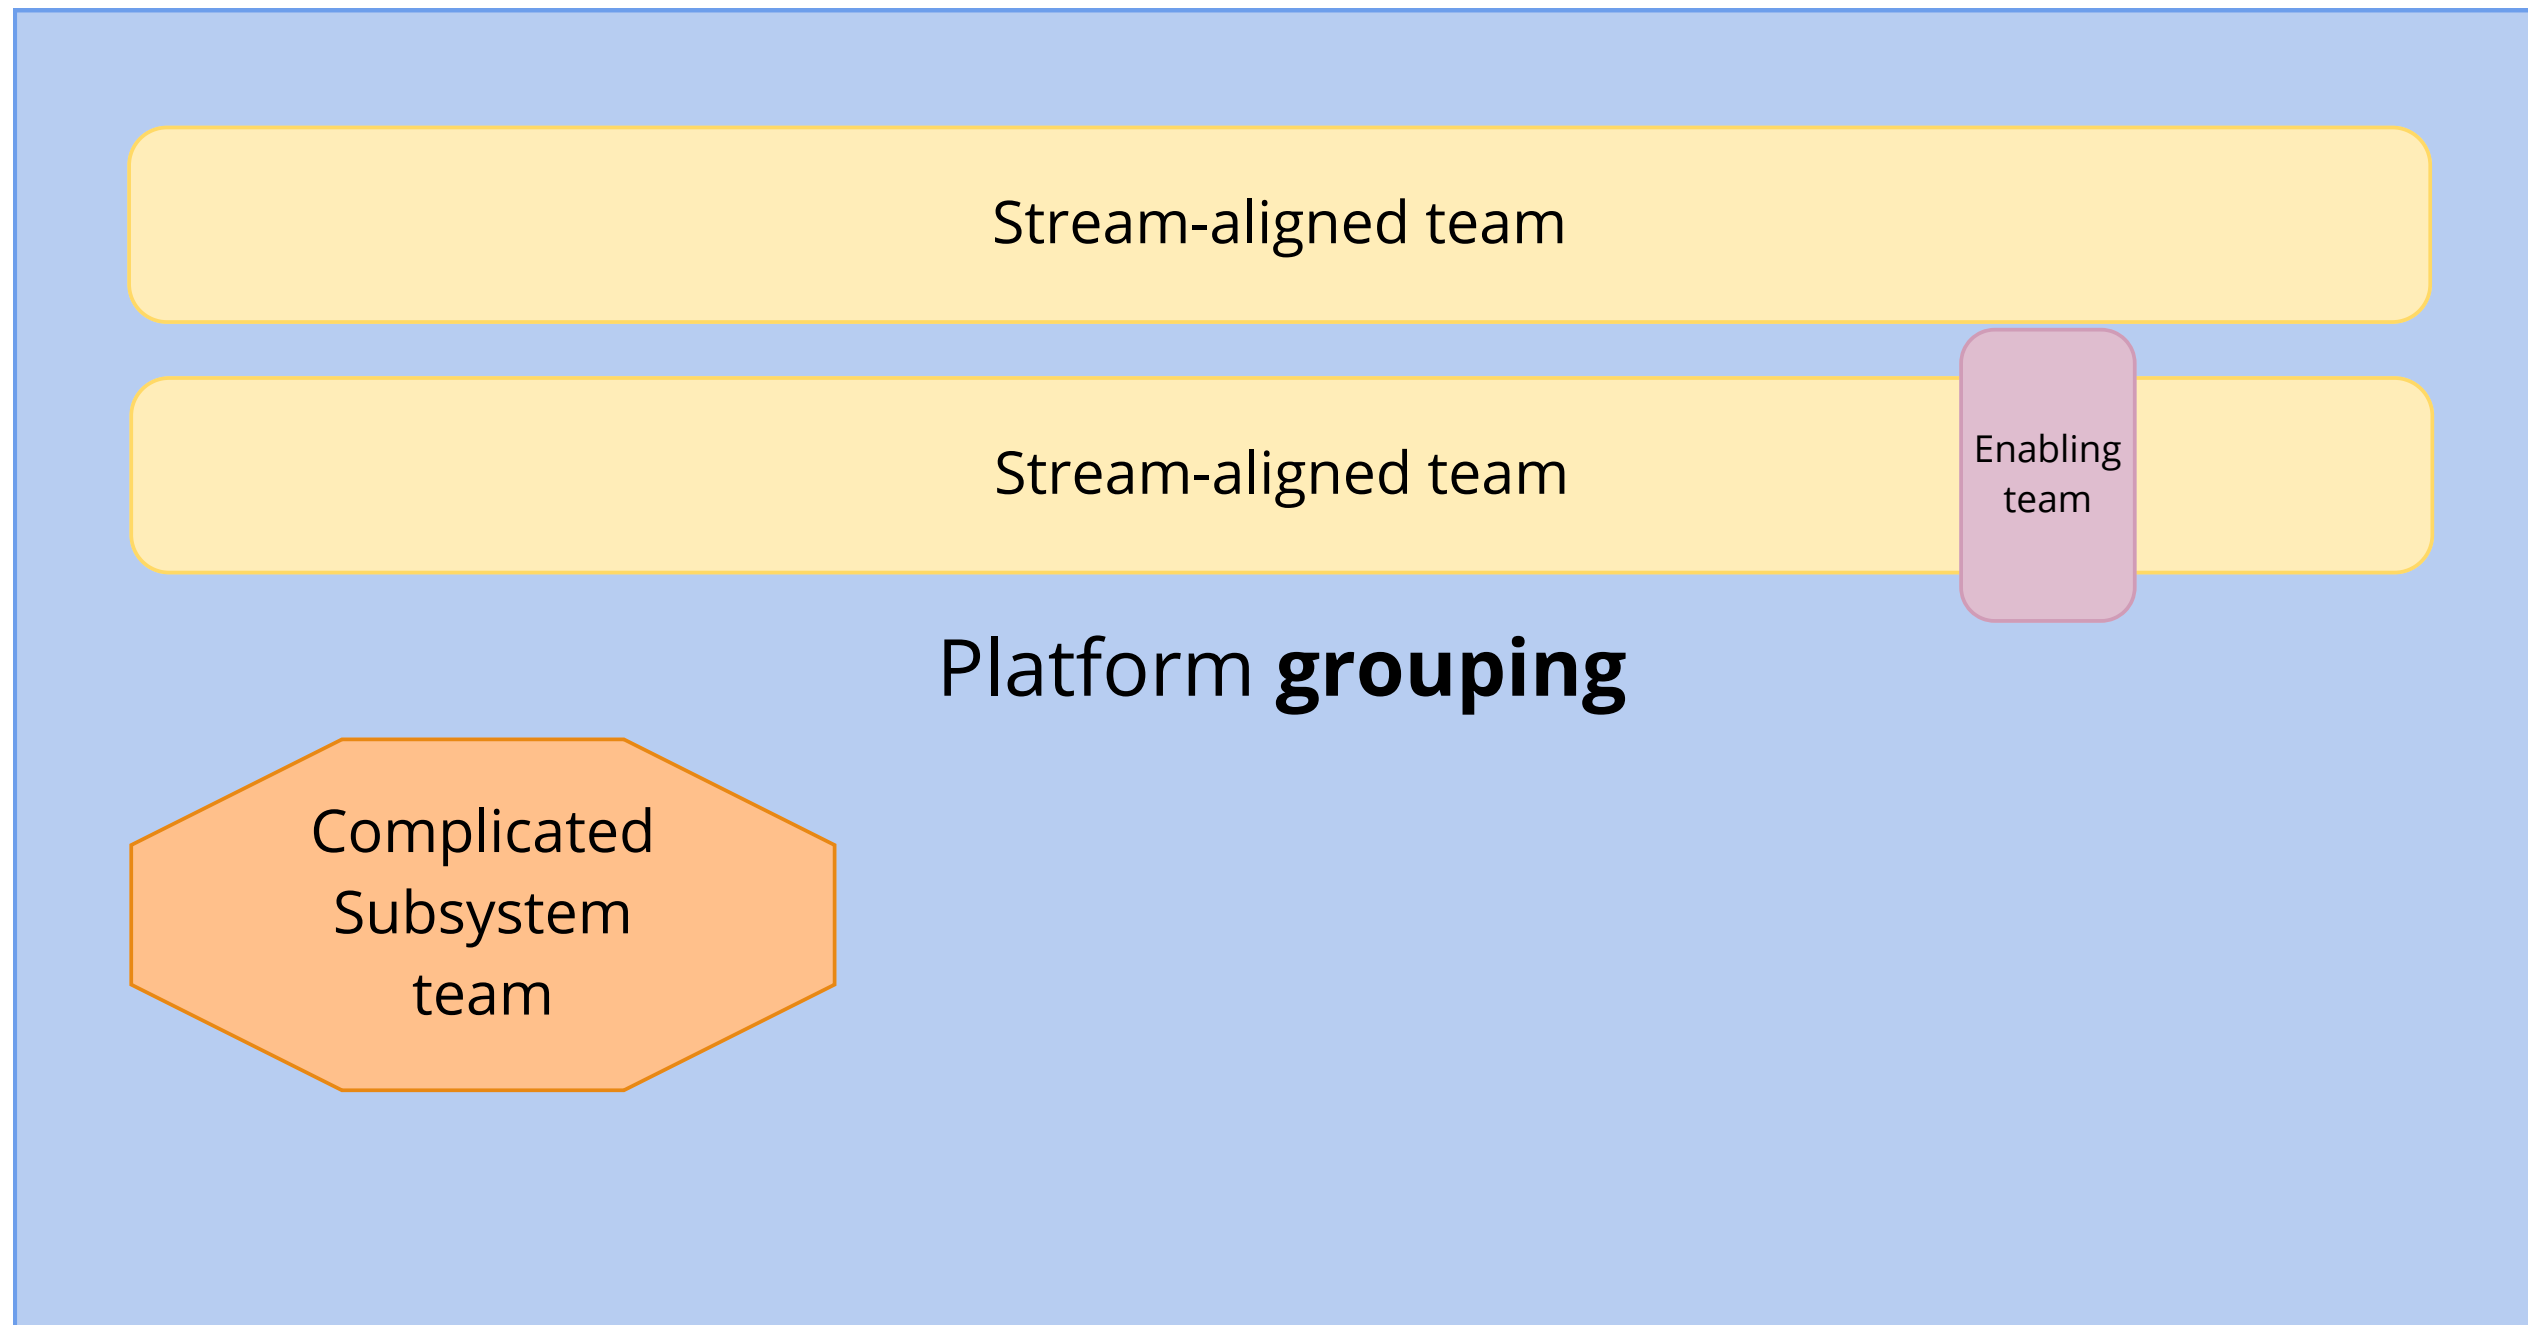 Stream-aligned team
Stream-aligned team
Enabling
team
Platform grouping
Complicated
Subsystem
team